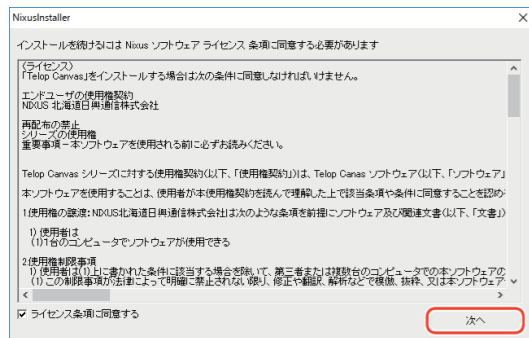 NixusInstaller
インストールを続けるには Nixus ソフトウェア ライセンス 条項に同意する必要があります
(ライセンス)
「Telop Canvas」をインストールする場合は次の条件に同意しなければいけません。
エンドユーザの使用権契約
NIXUS 北海道日興通信株式会社
再配布の禁止
シリーズの使用権
重要事項－本ソフトウェアを使用される前に必ずお読みください。
Telop Canvas シリーズに対する使用権契約(以下、「使用権契約」)は、Telop Canas ソフトウェア(以下、「ソフトウェア」
本ソフトウェアを使用することは、使用者が本使用権契約を読んで理解した上で該当条項や条件に同意することを認め
1.使用権の譲渡：NIXUS北海道日興通信株式会社は次のような条項を前提にソフトウェア及び関連文書(以下、「文書」)
1) 使用者は
(1)1台のコンピュータでソフトウェアが使用できる
2.使用権制限事項
1) 使用者は(1)上に書かれた条件に該当する場合を除いて、第三者または複数台のコンピュータでの本ソフトウェアの
(1) この制限事項が法律によって明確に禁止されない限り、修正や翻訳、解析などで模倣、抜粋、又は本ソフトウェア
ライセンス条項に同意する
次へ